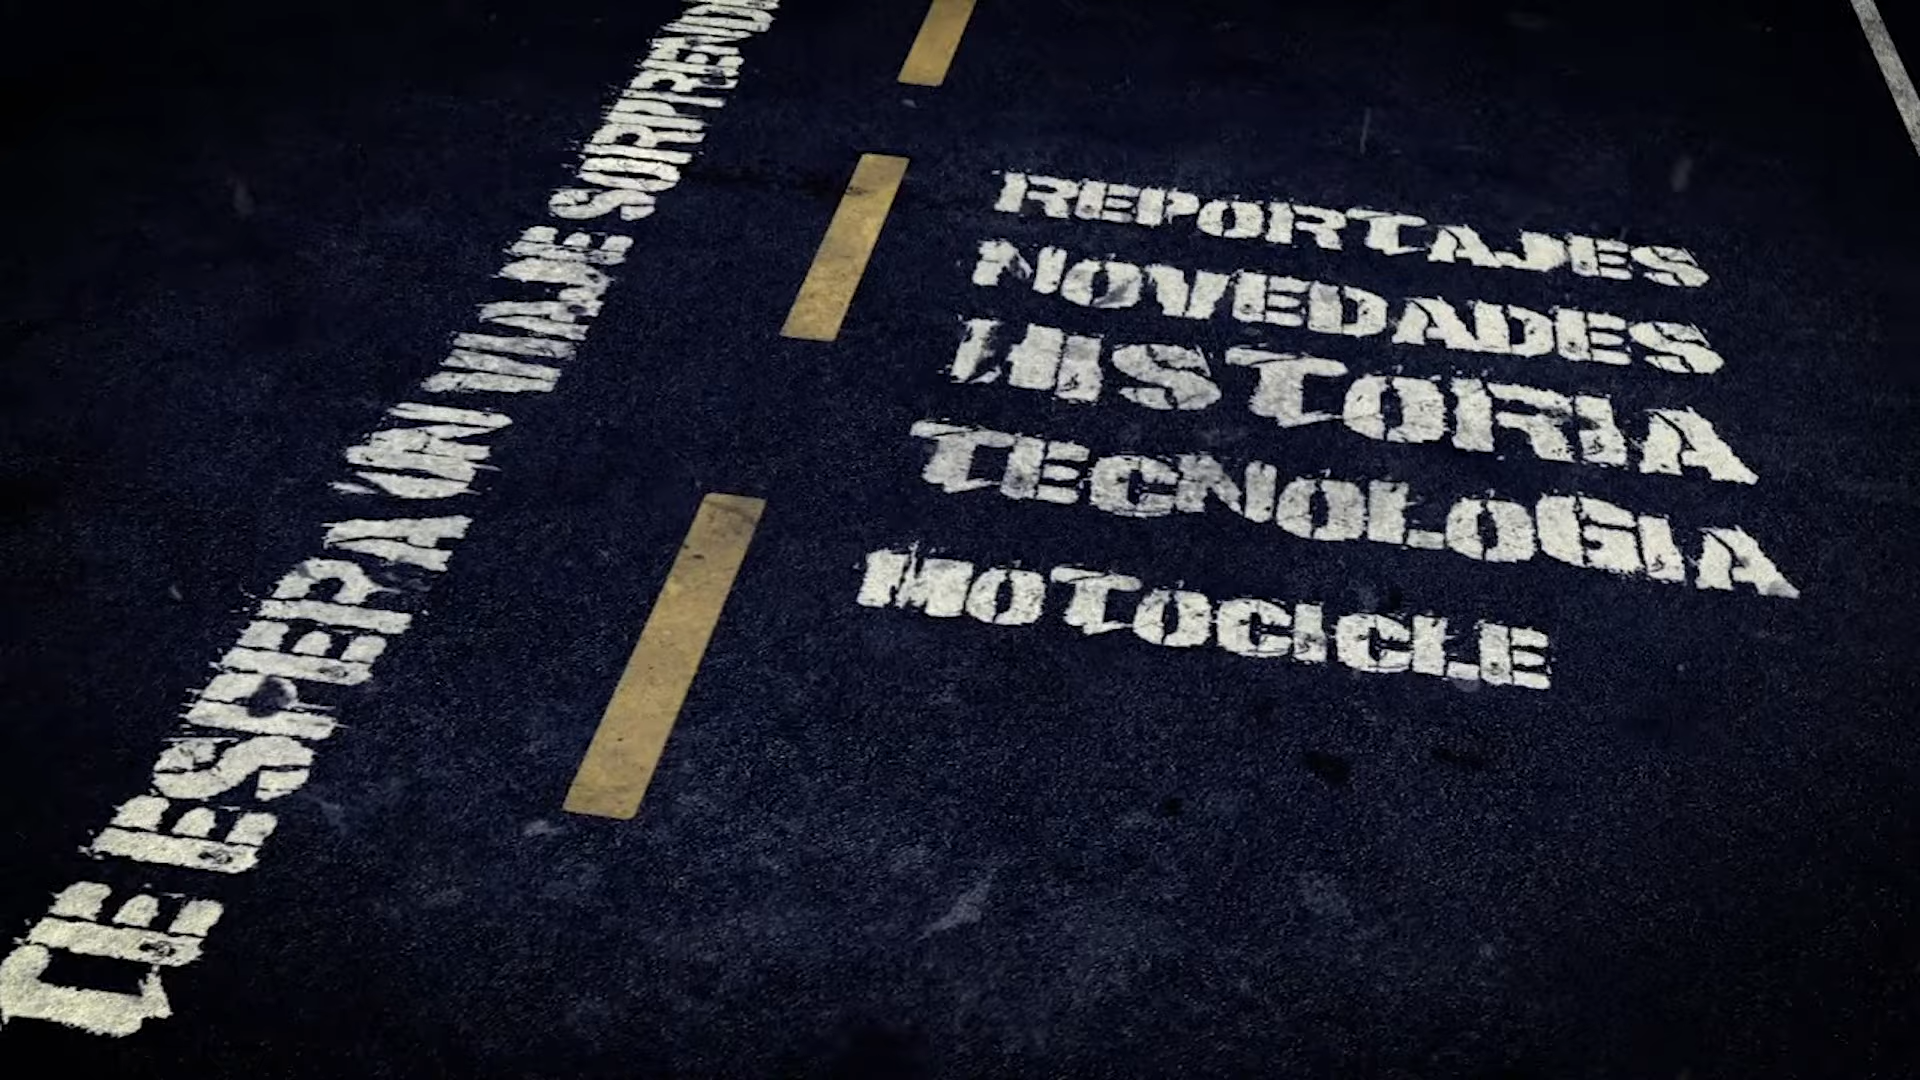 TE ESPERA UN VIAJE
REPORTAJES
NOVEDADES
HISTORIA
TECNOLOGIA
MOTOCICLE